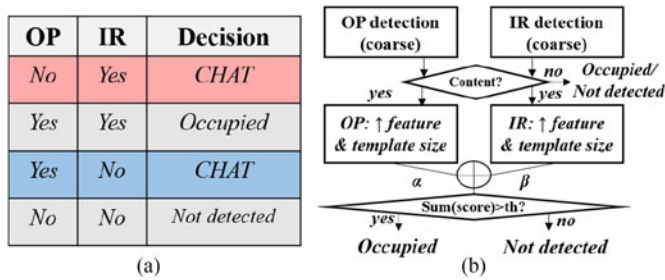 OP IR Decision
No Yes CHAT
Yes Yes Occupied
Yes No CHAT
No No Not detected
(a)
OP detection
(coarse)
IR detection
(coarse)
Content?
no
Occupied/
Not detected
yes
yes
OP: ↑ feature
& template size
IR: ↑ feature
& template size
α
β
Sum(score)>th?
yes
no
Occupied
Not detected
(b)